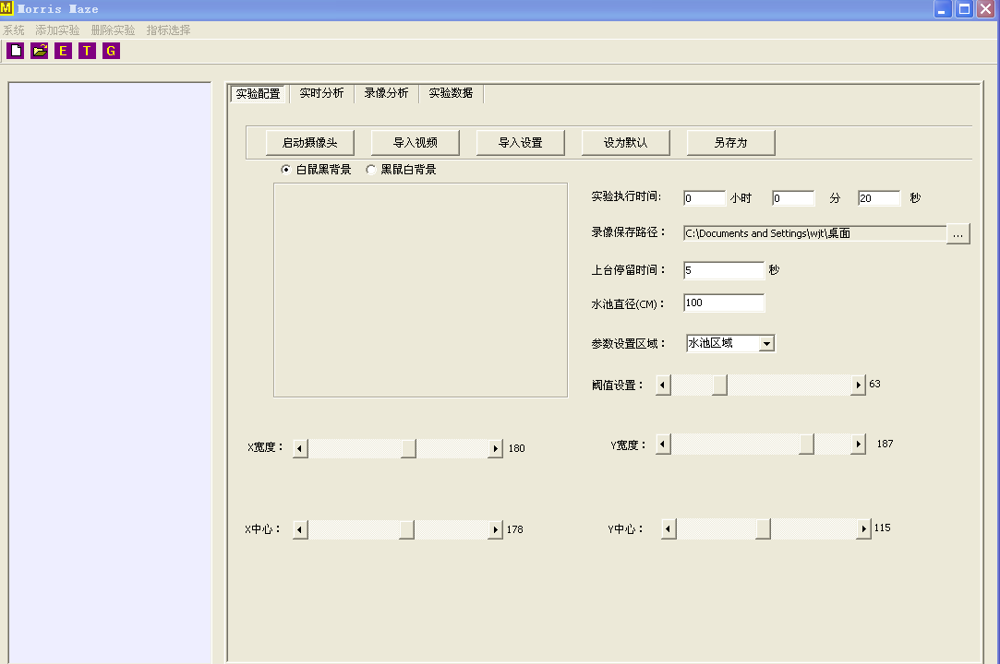 M Morris Maze
系统 添加实验 删除实验 指标选择
E T G
实验配置 实时分析 录像分析 实验数据
启动摄像头 导入视频 导入设置 设为默认 另存为
白鼠黑背景 黑鼠白背景
实验执行时间: 0 小时 0 分 20 秒
录像保存路径： C:\Documents and Settings\wjt\桌面 ...
上台停留时间： 5 秒
水池直径(CM)： 100
参数设置区域： 水池区域
阈值设置： 63
X宽度： 180 Y宽度： 187
X中心： 178 Y中心： 115